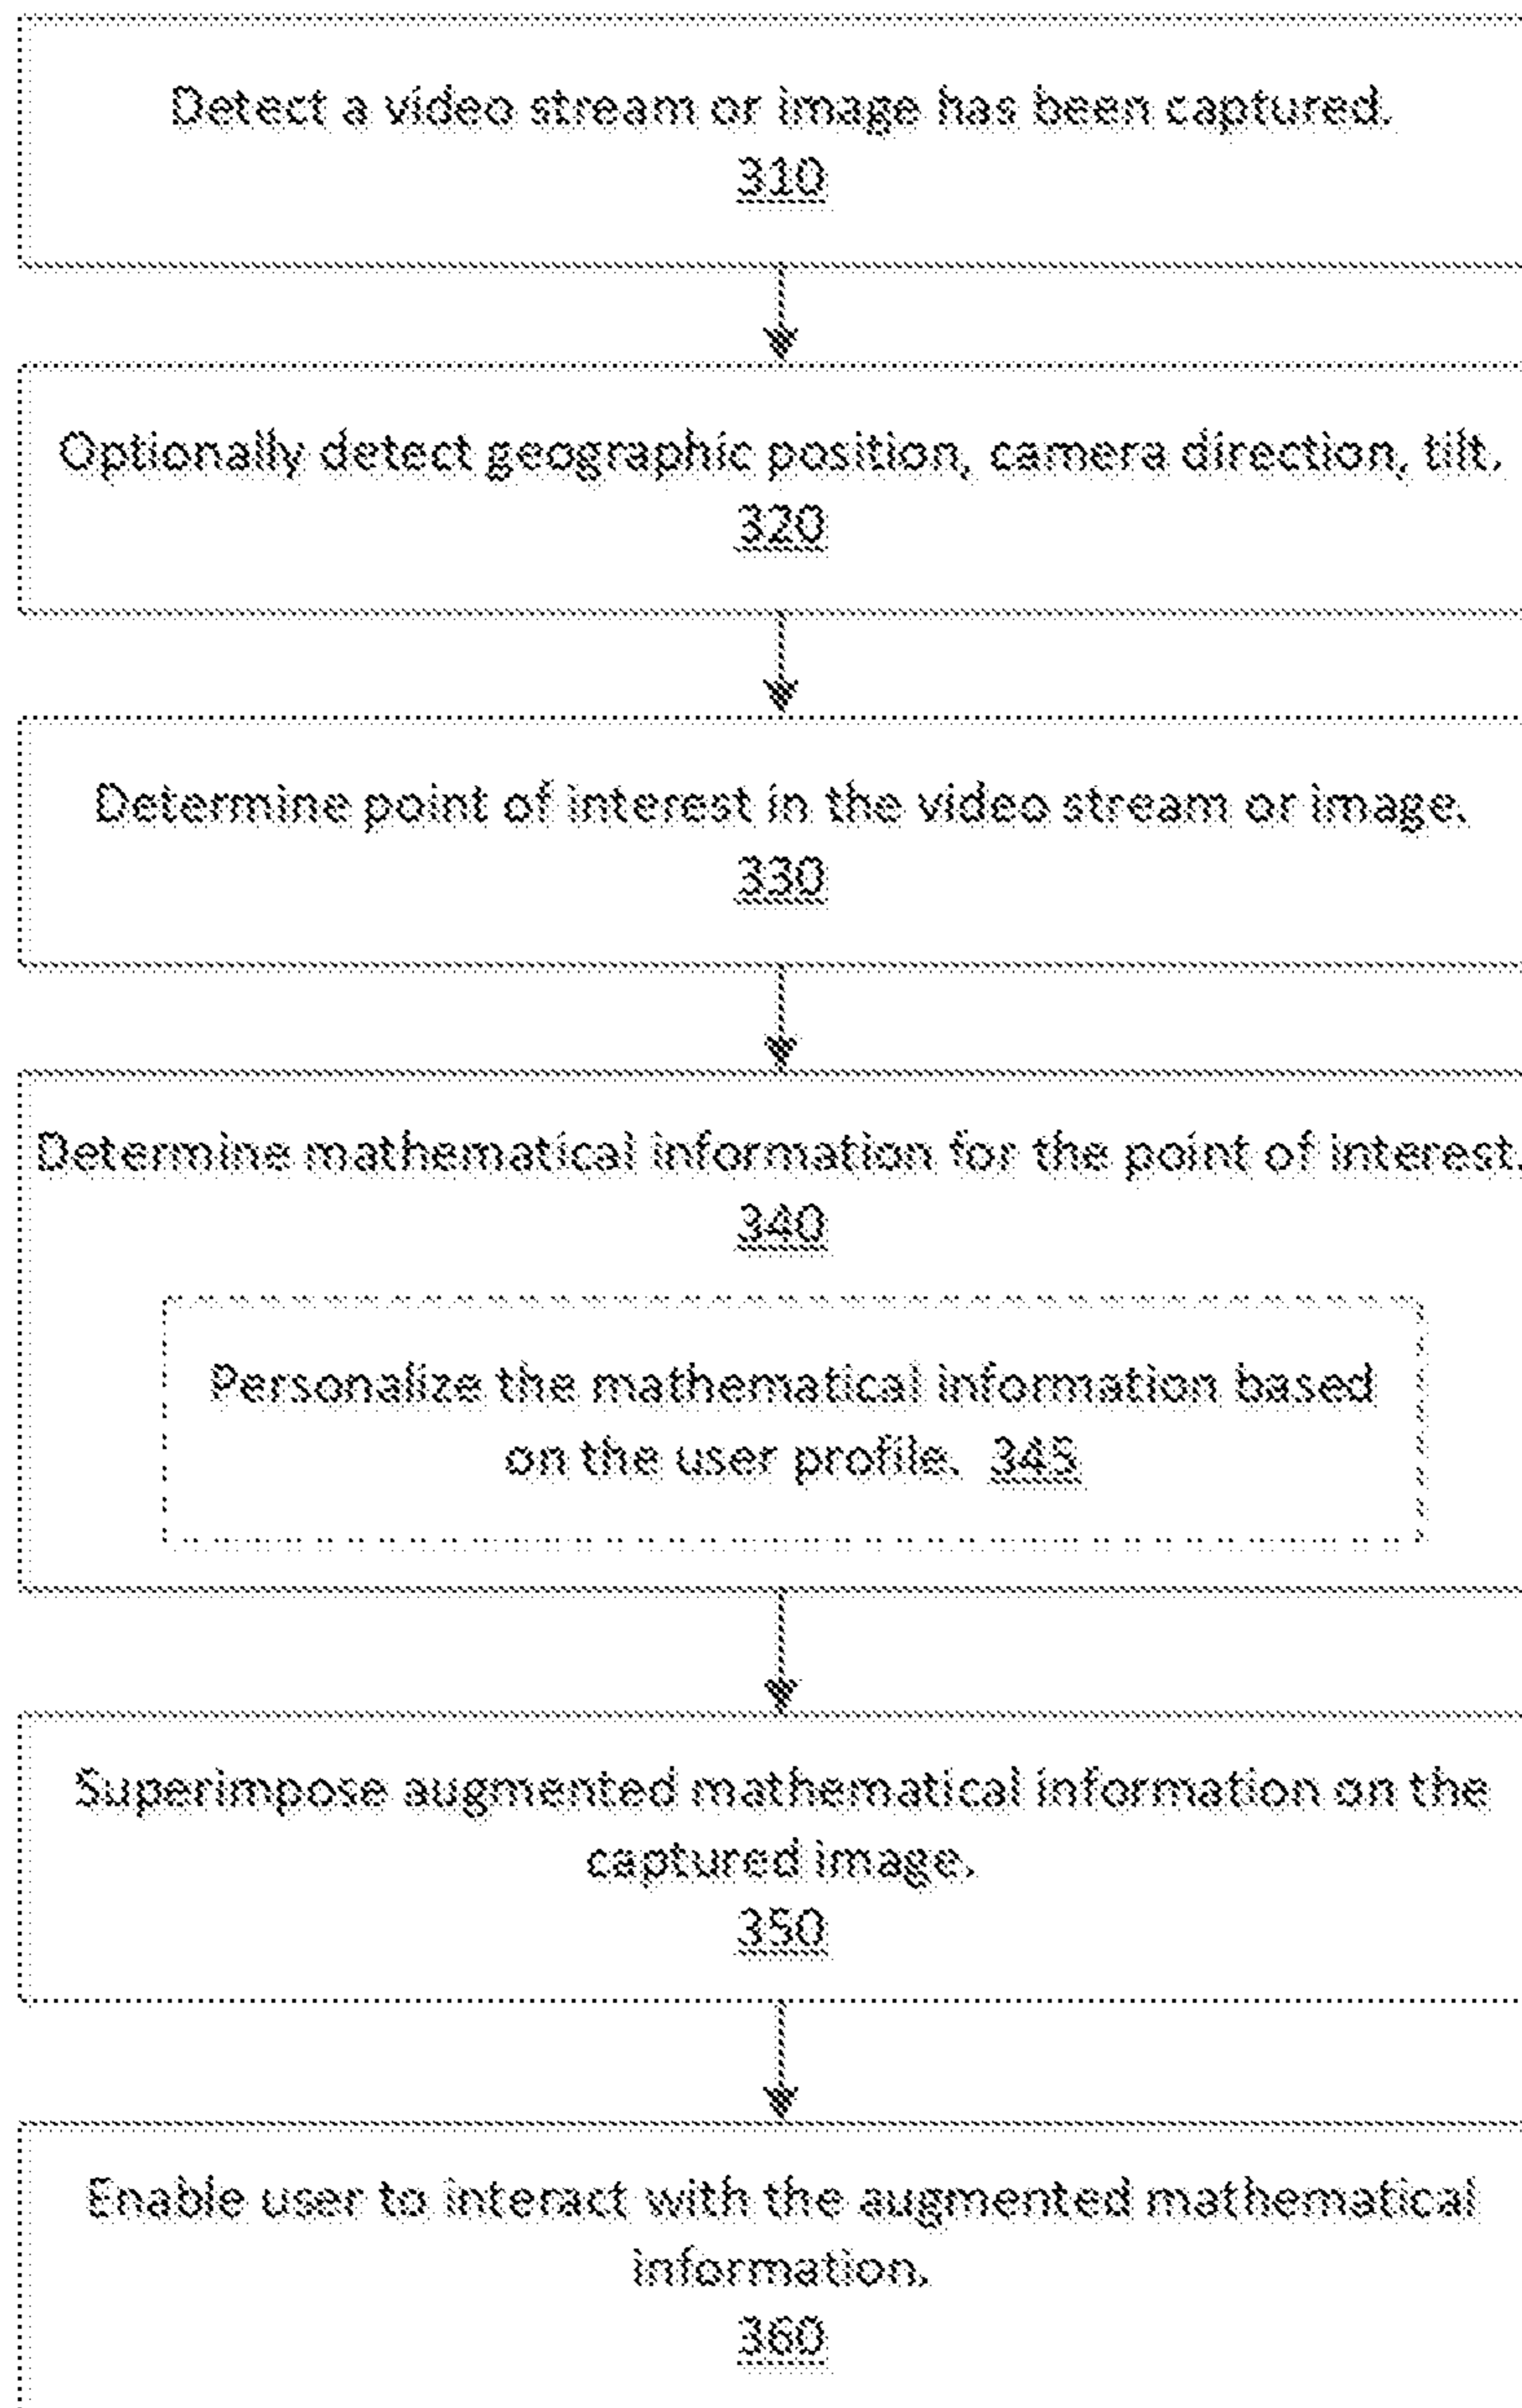 Detect a video stream or image has been captured.
310
Optionally detect geographic position, camera direction, tilt.
320
Determine point of interest in the video stream or image.
330
Determine mathematical information for the point of interest.
340
Personalize the mathematical information based
on the user profile. 345
Superimpose augmented mathematical information on the
captured image.
350
Enable user to interact with the augmented mathematical
information.
360